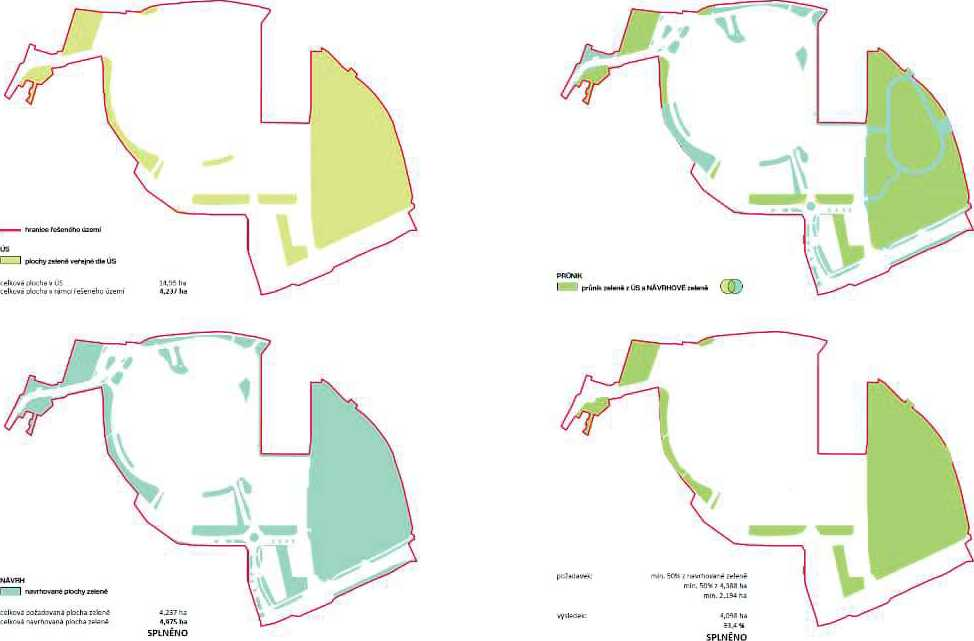 hranice řešeného území
ÚS
plochy zeleně veřejné dle ÚS
celková plocha v ÚS 14,95 ha
celková plocha v rámci řešeného území 4,237 ha
PRŮNIK
průnik zeleně z ÚS a NÁVRHOVÉ zeleně
NÁVRH
navrhované plochy zeleně
celková požadovaná plocha zeleně 4,237 ha
celková navrhovaná plocha zeleně 4,975 ha
SPLNĚNO
požadavek: min. 50% z navrhované zeleně
min. 50% z 4,388 ha
min. 2,194 ha
výsledek: 4,098 ha
93,4 %
SPLNĚNO